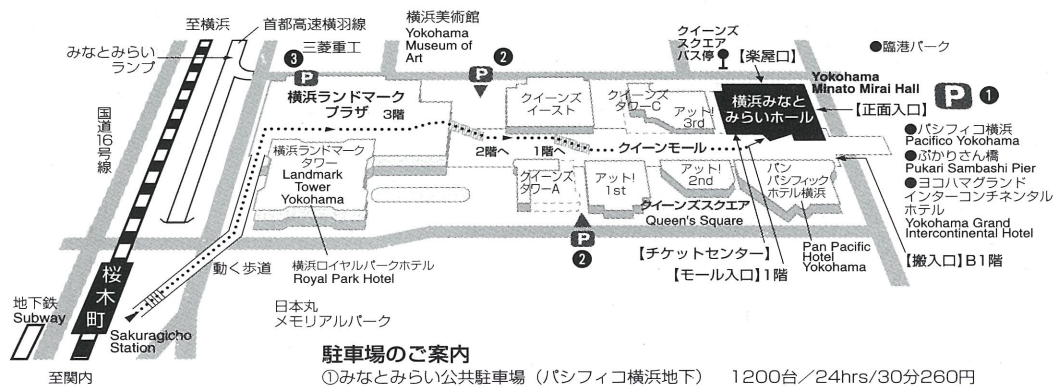 至横浜
首都高速横羽線
みなとみらい
ランプ
三菱重工
横浜美術館
Yokohama
Museum of
Art
❸
P
❷
P
クイーンズ
スクエア
バス停
【楽屋口】
●臨港パーク
Yokohama
Minato Mirai Hall
P ❶
横浜みなと
みらいホール
【正面入口】
国道16号線
横浜ランドマーク
プラザ
3階
クイーンズ
イースト
クイーンズ
タワーC
アット!
3rd
2階へ
1階へ
クイーンモール
●パシフィコ横浜
Pacifico Yokohama
●ぷかりさん橋
Pukari Sambashi Pier
●ヨコハマグランド
インターコンチネンタル
ホテル
Yokohama Grand
Intercontinental Hotel
横浜ランドマーク
タワー
Landmark
Tower
Yokohama
クイーンズ
タワーA
アット!
1st
アット!
2nd
パン
パシフィック
ホテル横浜
クイーンズスクエア
Queen's Square
P
❷
【チケットセンター】
【モール入口】1階
Pan Pacific
Hotel
Yokohama
【搬入口】B1階
動く歩道
横浜ロイヤルパークホテル
Royal Park Hotel
桜木町
地下鉄
Subway
Sakuragicho
Station
日本丸
メモリアルパーク
至関内
駐車場のご案内
①みなとみらい公共駐車場（パシフィコ横浜地下） 1200台／24hrs/30分260円